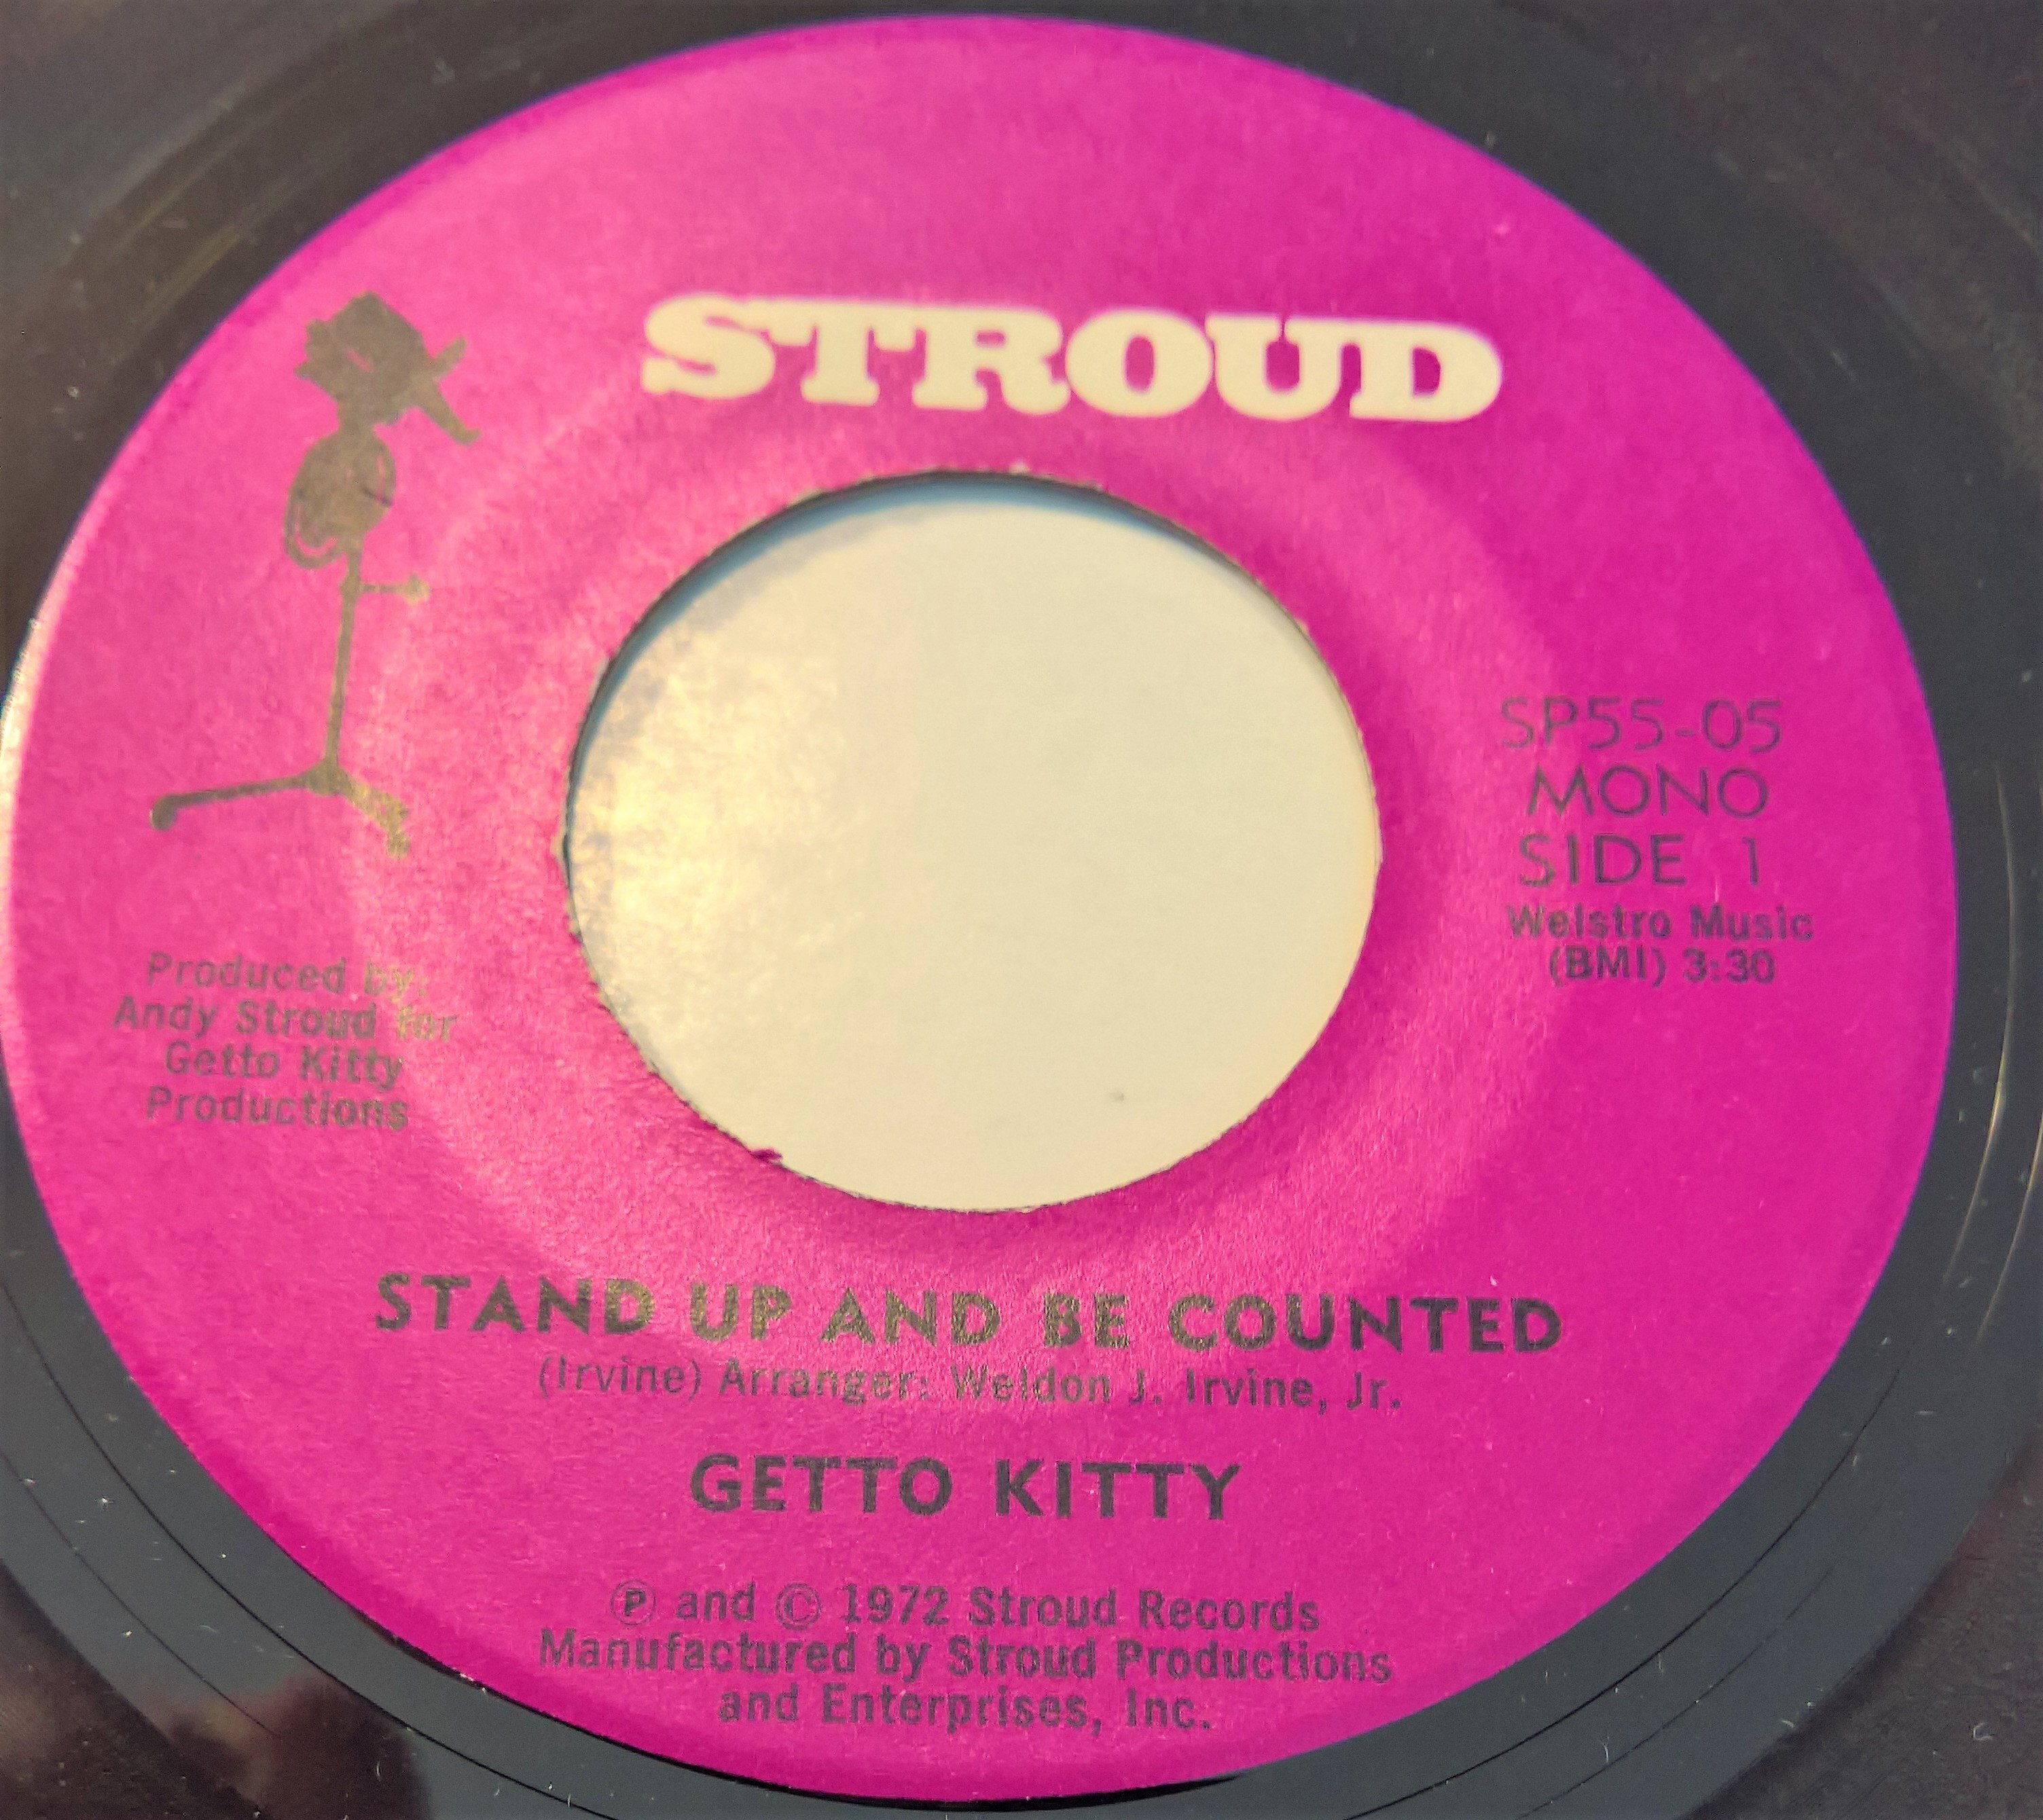 STROUD
SP55-05
MONO
SIDE 1
Welstro Music
(BMI) 3:30
Produced by:
Andy Stroud for
Getto Kitty
Productions
STAND UP AND BE COUNTED
(Irvine) Arranger: Weldon J. Irvine, Jr.
GETTO KITTY
Ⓟ and © 1972 Stroud Records
Manufactured by Stroud Productions
and Enterprises, Inc.